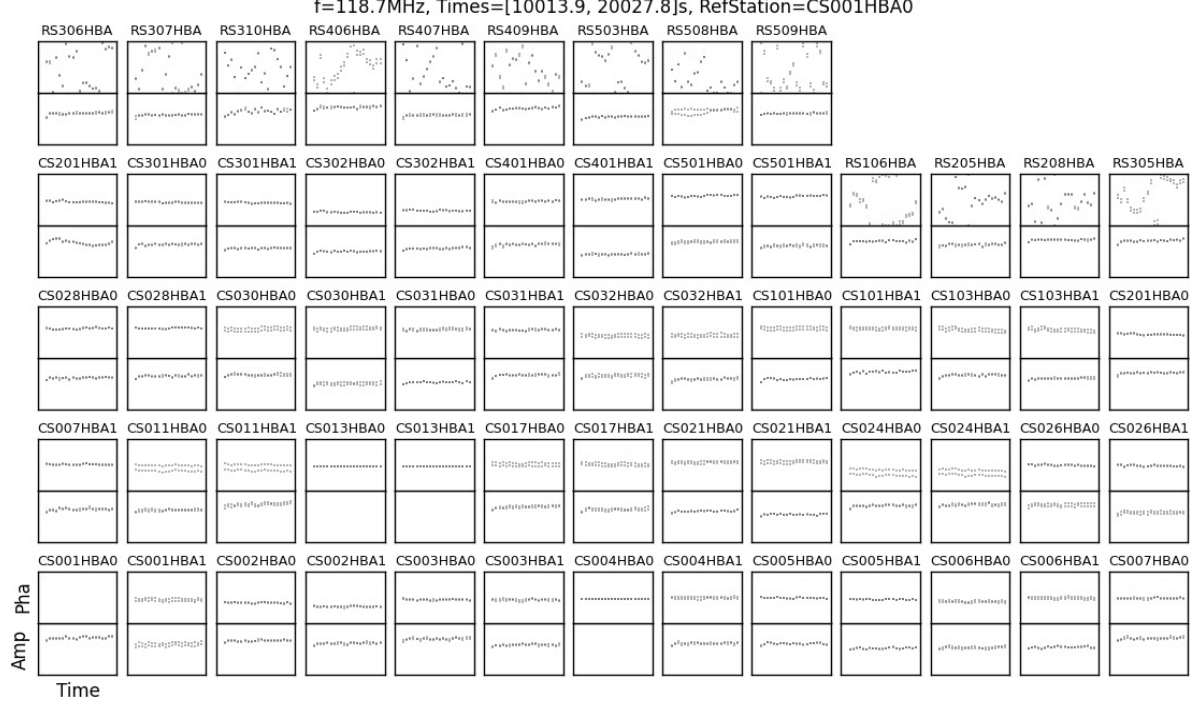 f=118.7MHz, Times=[10013.9, 20027.8]s, RefStation=CS001HBA0
RS306HBA RS307HBA RS310HBA RS406HBA RS407HBA RS409HBA RS503HBA RS508HBA RS509HBA
CS201HBA1 CS301HBA0 CS301HBA1 CS302HBA0 CS302HBA1 CS401HBA0 CS401HBA1 CS501HBA0 CS501HBA1 RS106HBA RS205HBA RS208HBA RS305HBA
CS028HBA0 CS028HBA1 CS030HBA0 CS030HBA1 CS031HBA0 CS031HBA1 CS032HBA0 CS032HBA1 CS101HBA0 CS101HBA1 CS103HBA0 CS103HBA1 CS201HBA0
CS007HBA1 CS011HBA0 CS011HBA1 CS013HBA0 CS013HBA1 CS017HBA0 CS017HBA1 CS021HBA0 CS021HBA1 CS024HBA0 CS024HBA1 CS026HBA0 CS026HBA1
CS001HBA0 CS001HBA1 CS002HBA0 CS002HBA1 CS003HBA0 CS003HBA1 CS004HBA0 CS004HBA1 CS005HBA0 CS005HBA1 CS006HBA0 CS006HBA1 CS007HBA0
Pha
Amp
Time